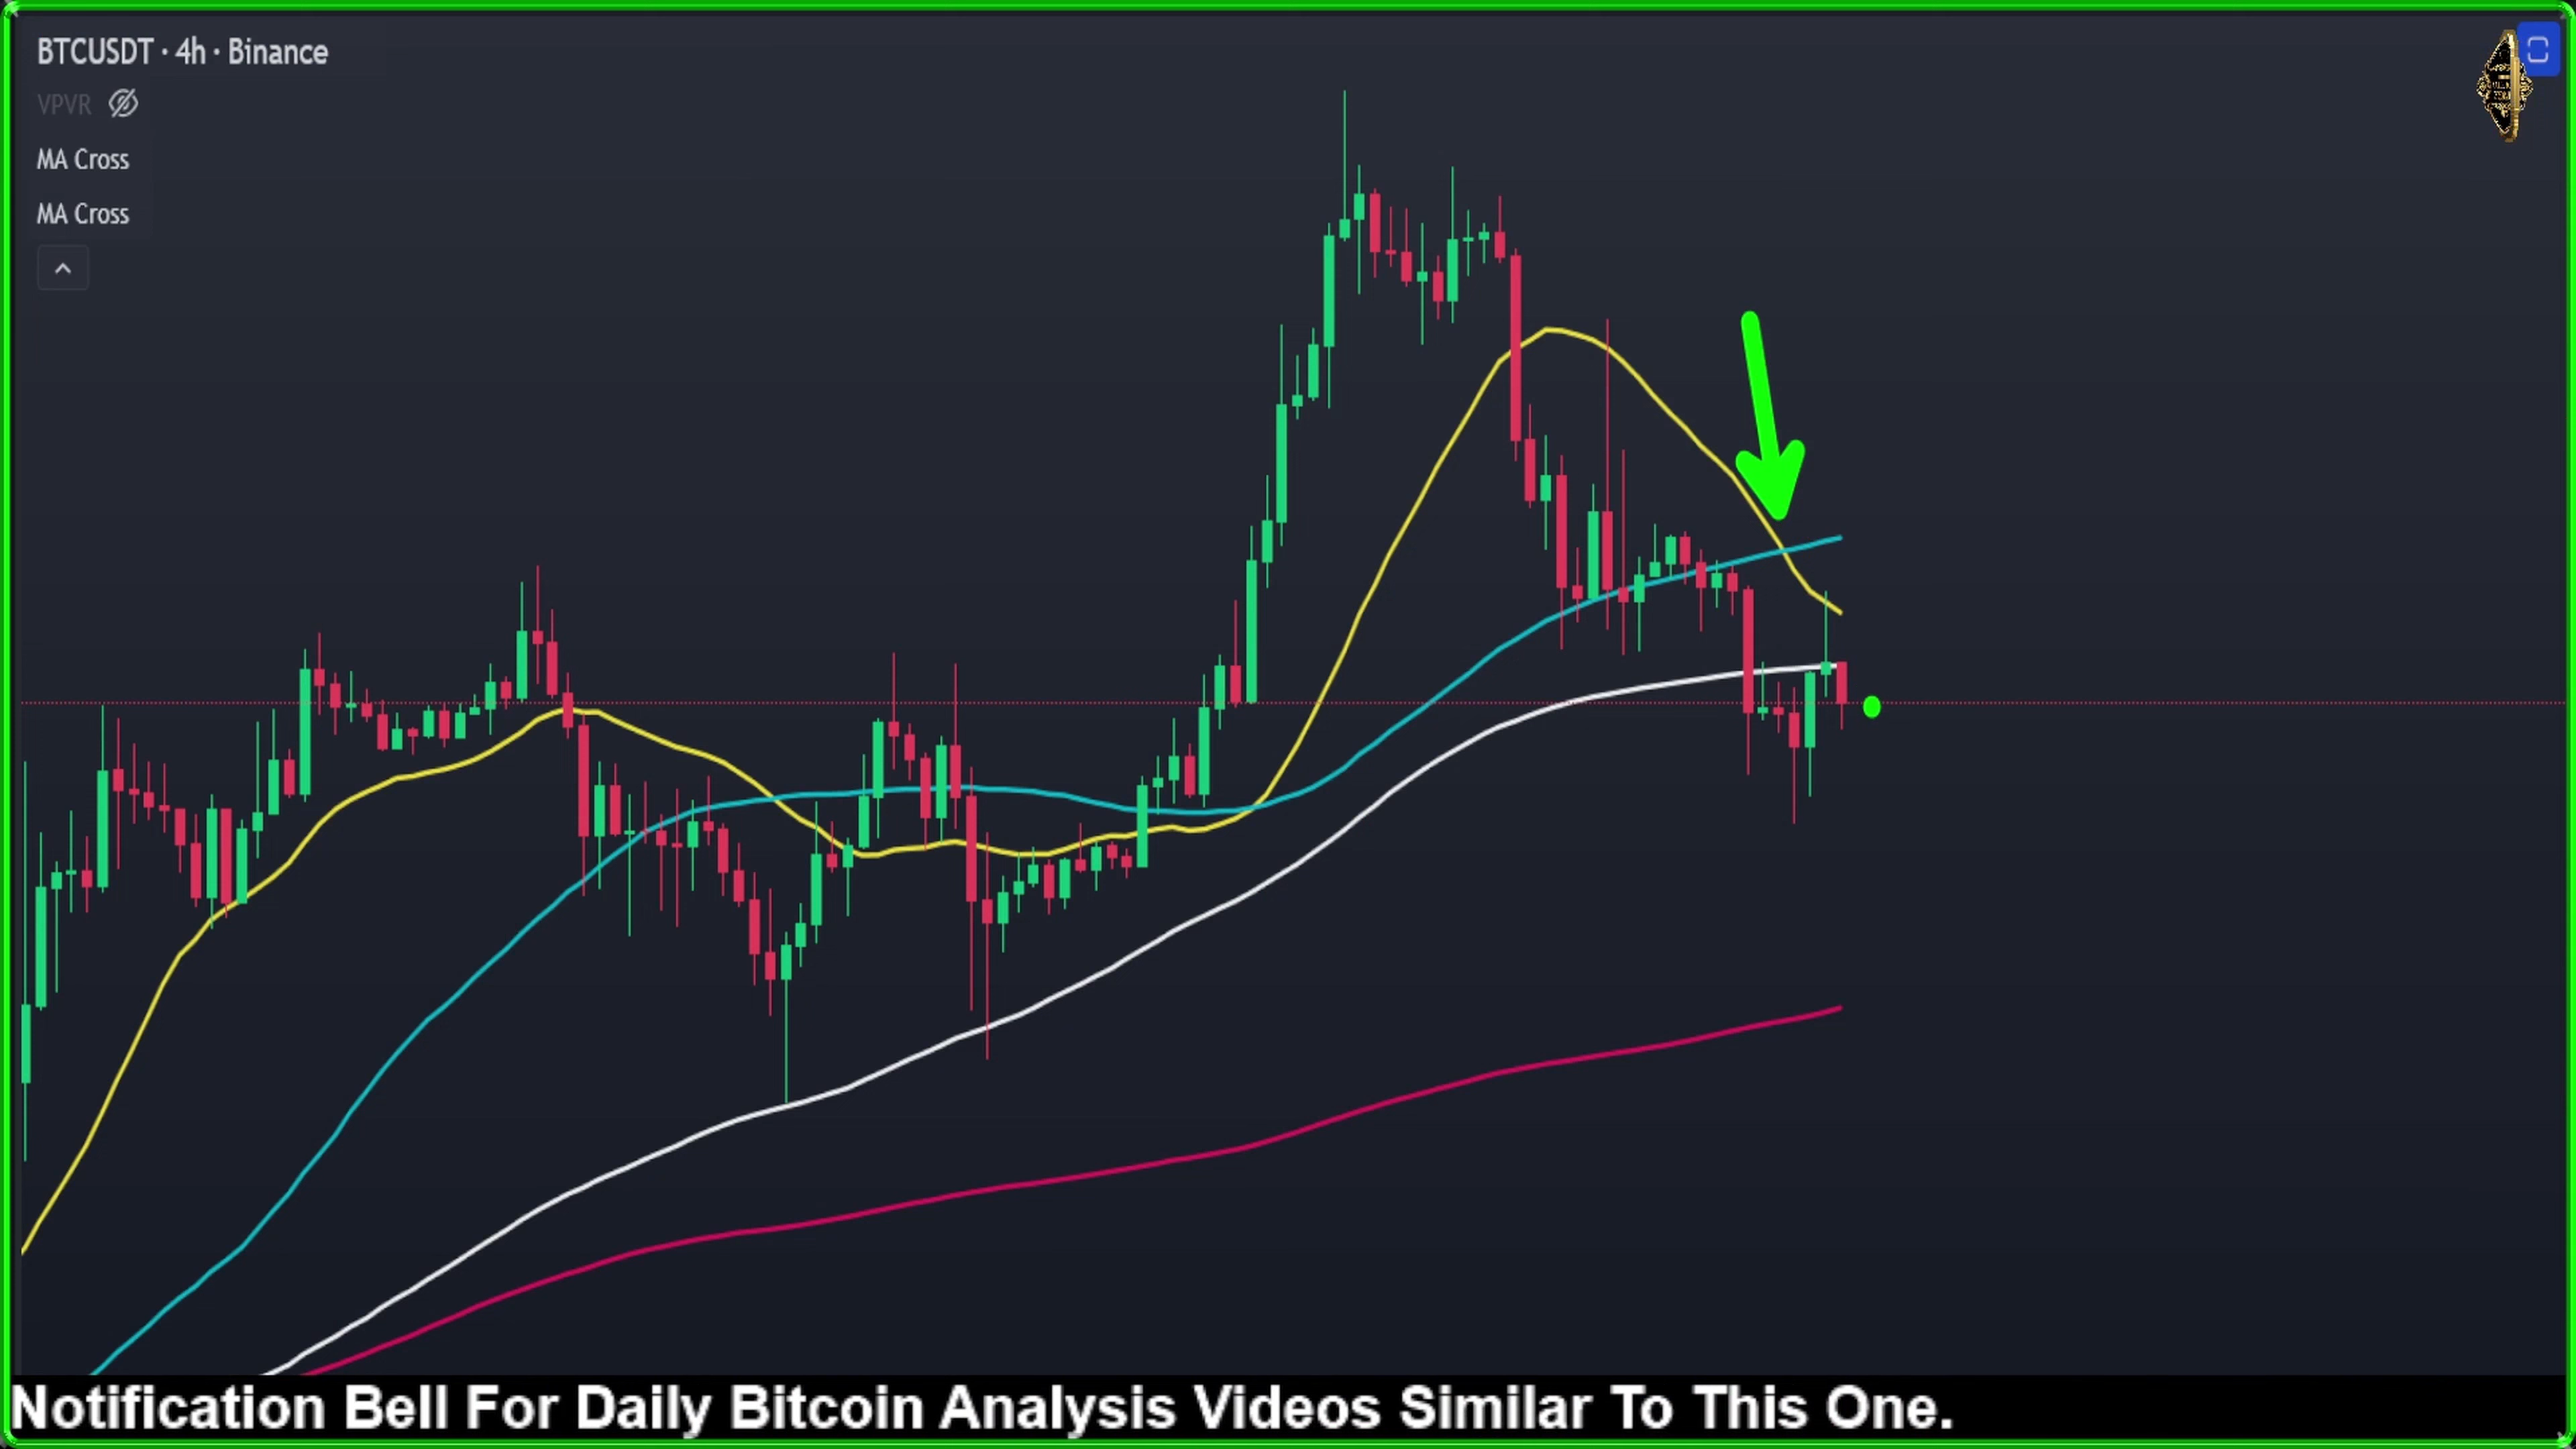 BTCUSDT · 4h · Binance
VPVR
MA Cross
MA Cross
Notification Bell For Daily Bitcoin Analysis Videos Similar To This One.